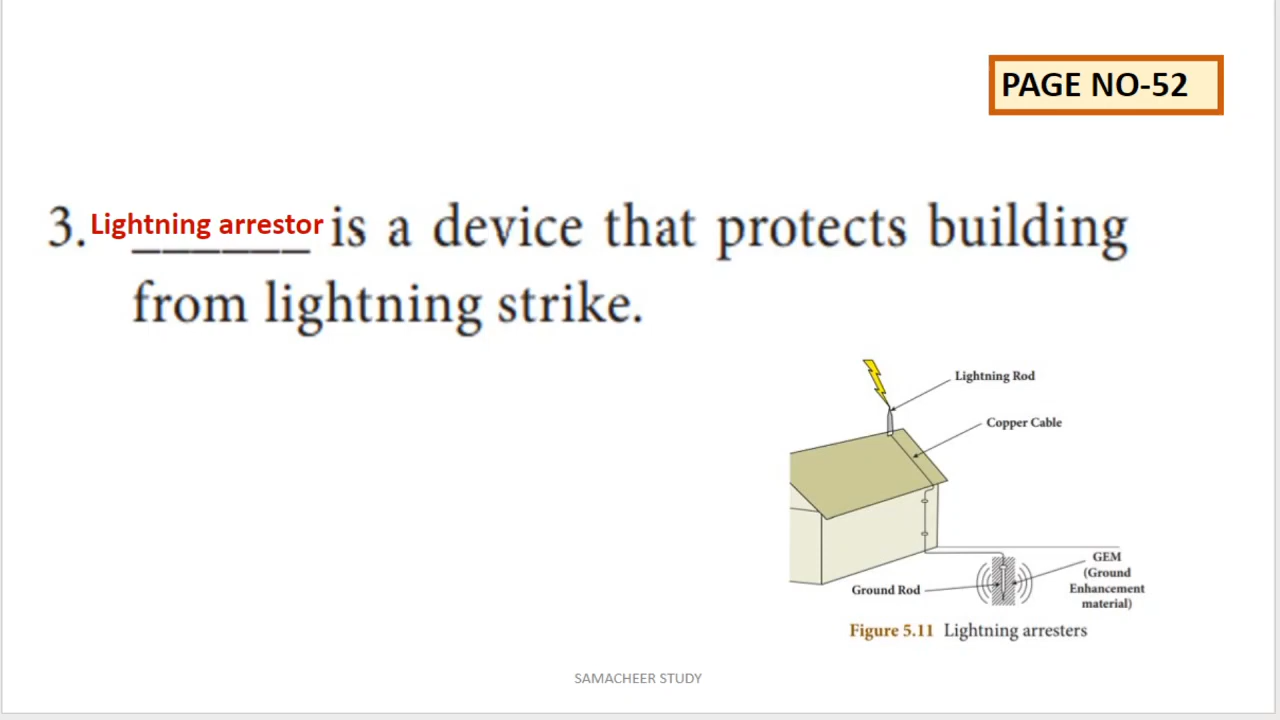 PAGE NO-52
3. Lightning arrestor ______ is a device that protects building
from lightning strike.
Lightning Rod
Copper Cable
GEM
(Ground
Enhancement
material)
Ground Rod
Figure 5.11 Lightning arresters
SAMACHEER STUDY